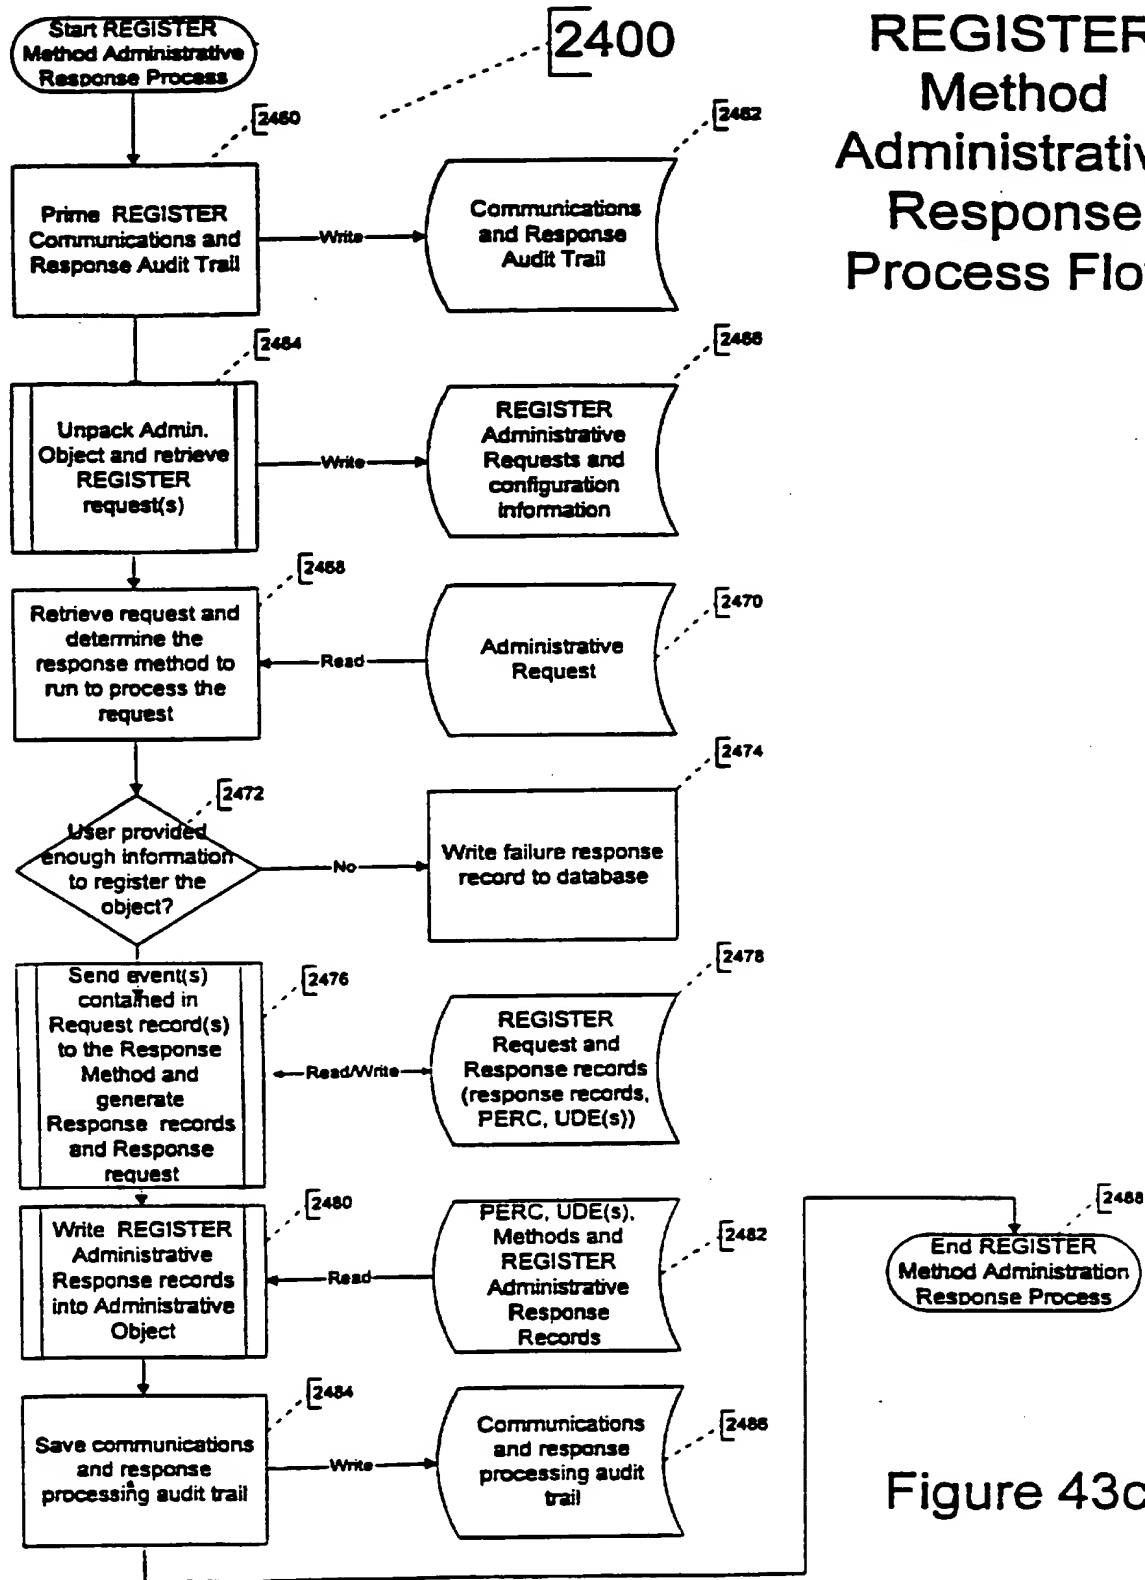 Start REGISTER
Method Administrative
Response Process
2400
REGISTER
Method
Administrativ
Response
Process Flo
2460
Prime REGISTER
Communications and
Response Audit Trail
Write
2462
Communications
and Response
Audit Trail
2464
Unpack Admin.
Object and retrieve
REGISTER
request(s)
Write
2466
REGISTER
Administrative
Requests and
configuration
information
2468
Retrieve request and
determine the
response method to
run to process the
request
Read
2470
Administrative
Request
2472
User provided
enough information
to register the
object?
No
2474
Write failure response
record to database
2476
Send event(s)
contained in
Request record(s)
to the Response
Method and
generate
Response records
and Response
request
Read/Write
2478
REGISTER
Request and
Response records
(response records,
PERC, UDE(s))
2480
Write REGISTER
Administrative
Response records
into Administrative
Object
Read
2482
PERC, UDE(s),
Methods and
REGISTER
Administrative
Response
Records
2484
Save communications
and response
processing audit trail
Write
2486
Communications
and response
processing audit
trail
2488
End REGISTER
Method Administration
Response Process
Figure 43c